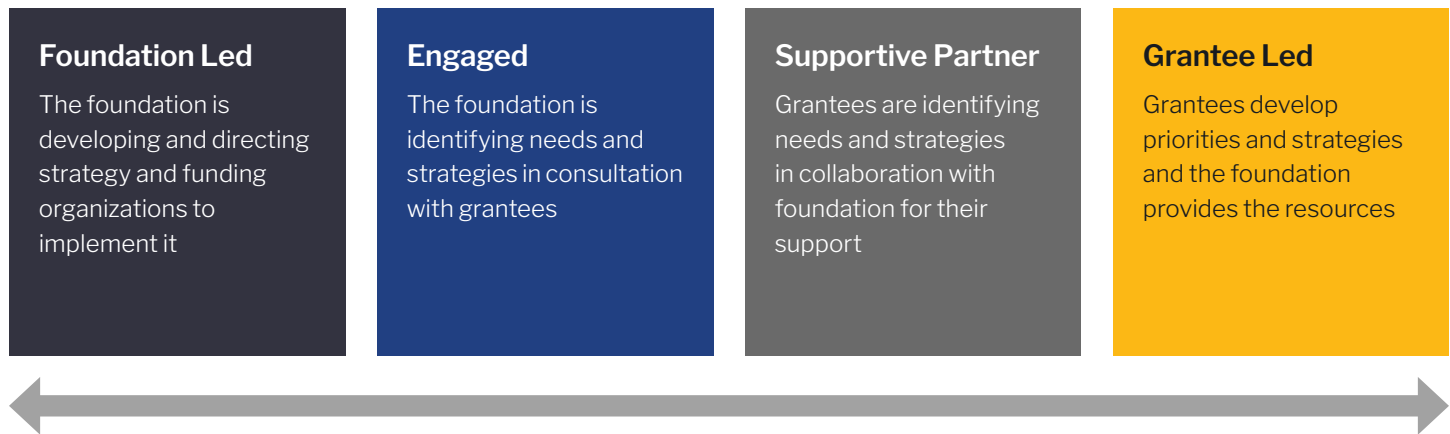 Foundation Led
The foundation is
developing and directing
strategy and funding
organizations to
implement it
Engaged
The foundation is
identifying needs and
strategies in consultation
with grantees
Supportive Partner
Grantees are identifying
needs and strategies
in collaboration with
foundation for their
support
Grantee Led
Grantees develop
priorities and strategies
and the foundation
provides the resources